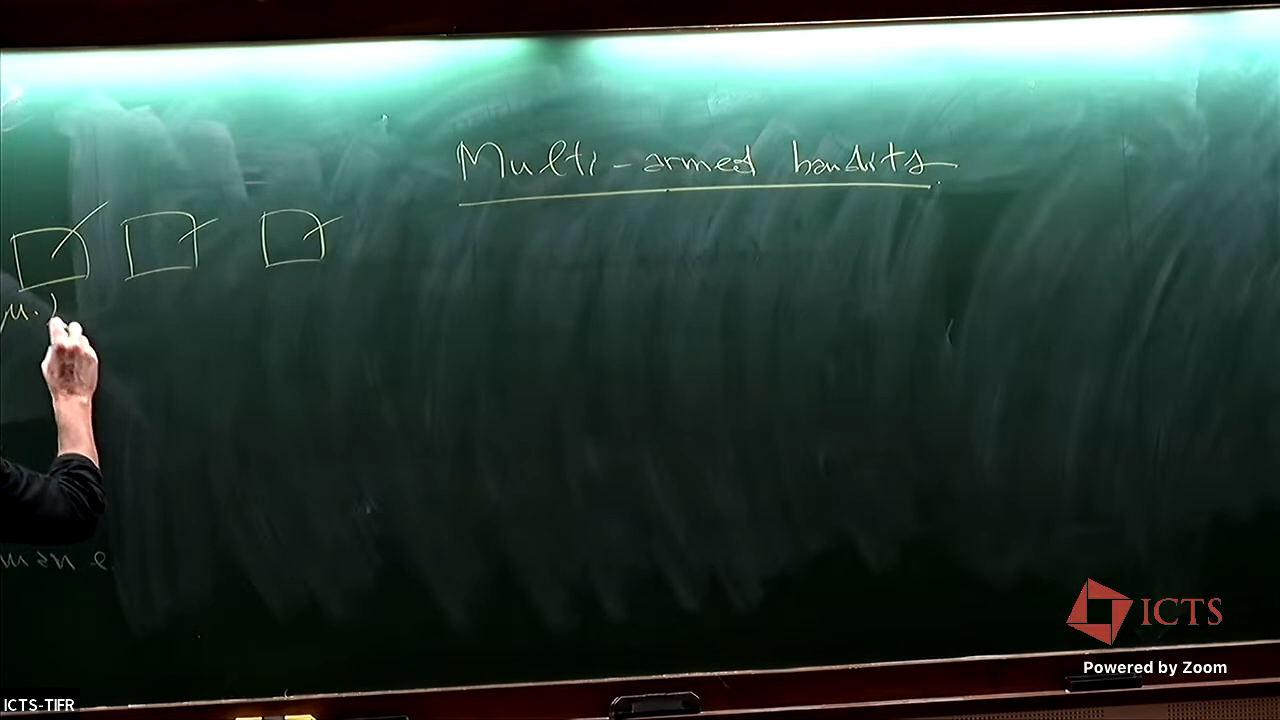 Multi-armed bandits
μ.
ICTS
Powered by Zoom
ICTS-TIFR